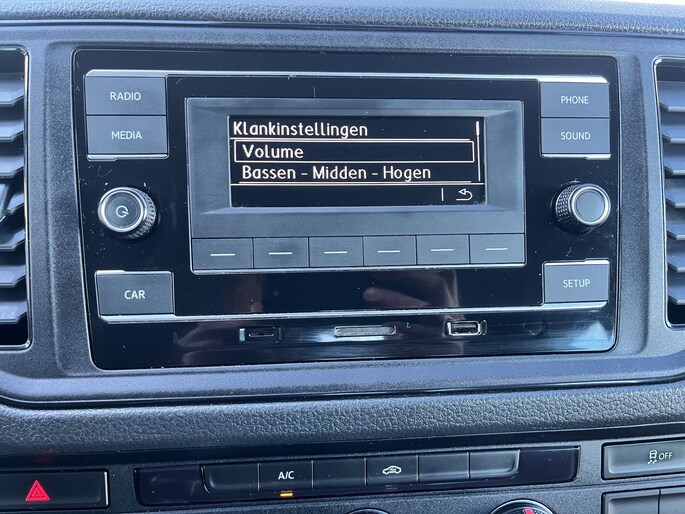 RADIO
PHONE
MEDIA
SOUND
Klankinstellingen
Volume
Bassen - Midden - Hogen
CAR
SETUP
A/C
OFF